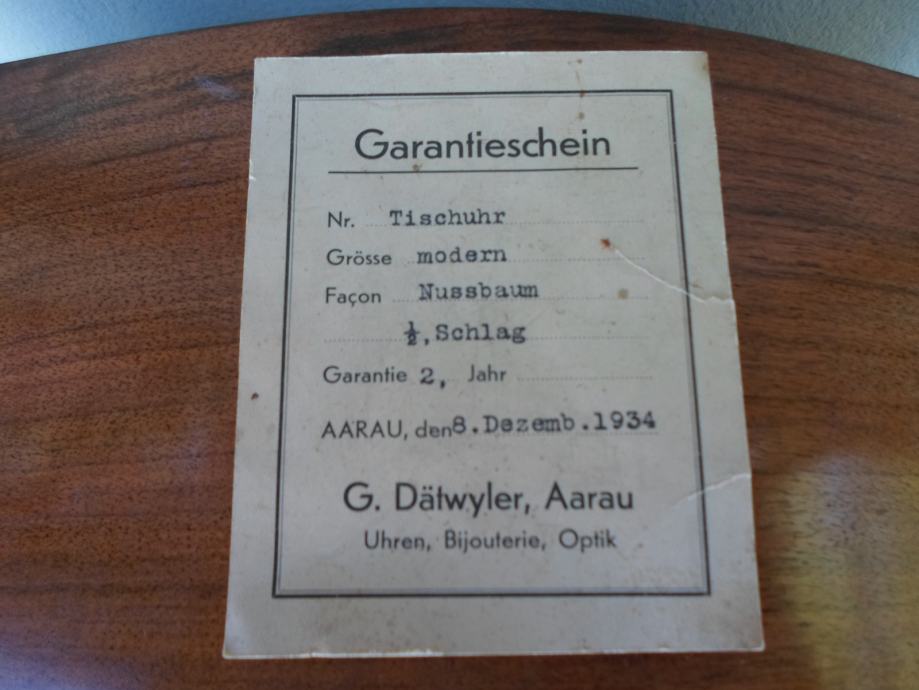 Garantieschein
Nr. Tischuhr
Grösse modern
Façon Nussbaum
½,Schlag
Garantie 2, Jahr
AARAU, den 8.Dezemb.1934
G. Dätwyler, Aarau
Uhren, Bijouterie, Optik